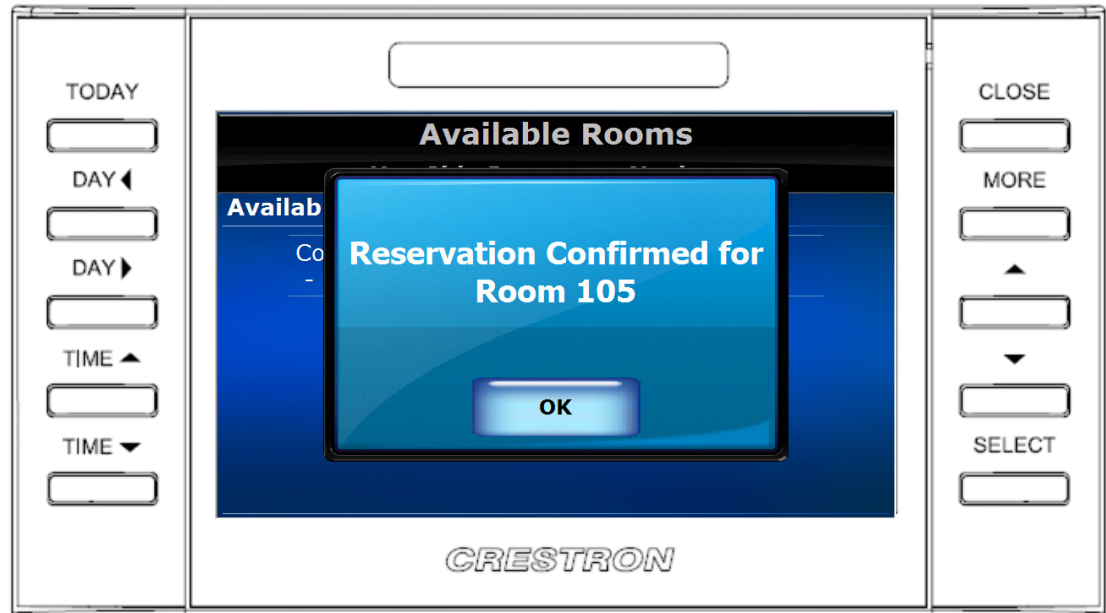 TODAY
DAY
DAY
TIME
TIME
Available Rooms
Availab
Co
-
Reservation Confirmed for
Room 105
OK
CRESTRON
CLOSE
MORE
SELECT